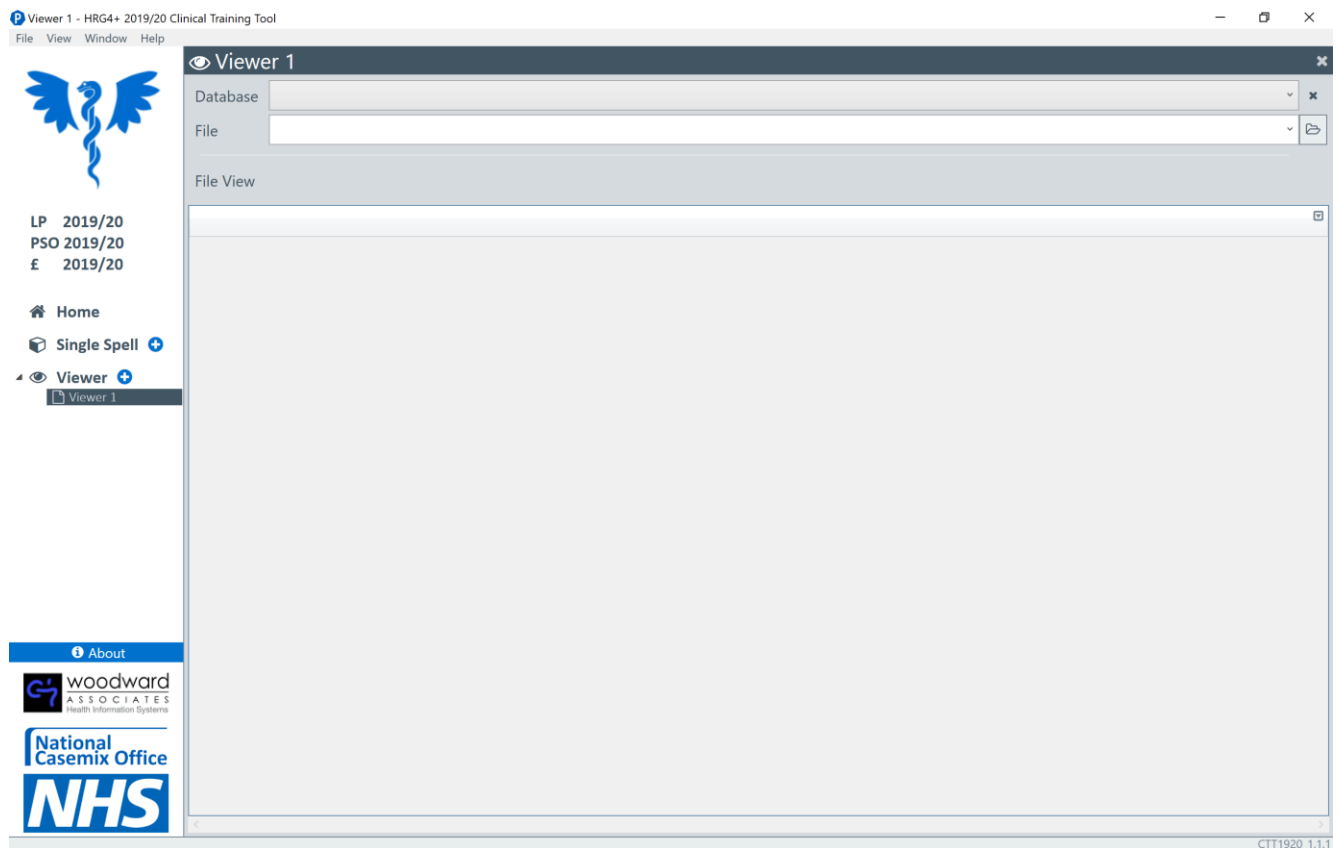 Viewer 1 - HRG4+ 2019/20 Clinical Training Tool
File View Window Help
Viewer 1
Database
File
File View
LP 2019/20
PSO 2019/20
£ 2019/20
Home
Single Spell
Viewer
Viewer 1
About
woodward
ASSOCIATES
Health Information Systems
National
Casemix Office
NHS
CTT1920 1.1.1